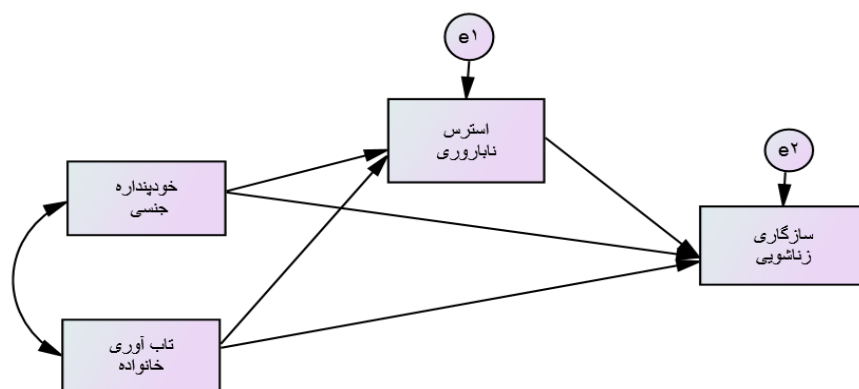 e۱
استرس
ناباروری
e۲
خودپنداره
جنسی
سازگاری
زناشویی
تاب آوری
خانواده